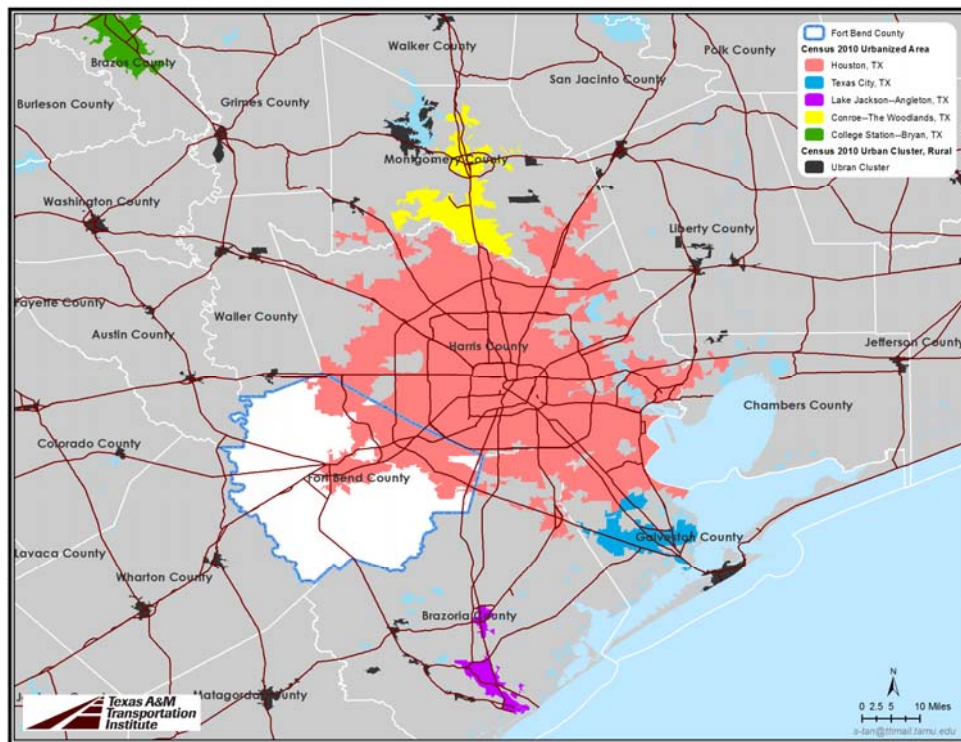 Fort Bend County
Census 2010 Urbanized Area
Houston, TX
Texas City, TX
Lake Jackson--Angleton, TX
Conroe--The Woodlands, TX
College Station--Bryan, TX
Census 2010 Urban Cluster, Rural
Ubran Cluster
Walker County
Polk County
Brazos County
San Jacinto County
Burleson County
Grimes County
Montgomery County
Washington County
Liberty County
Fayette County
Waller County
Austin County
Harris County
Jefferson County
Chambers County
Colorado County
Fort Bend County
Galveston County
Lavaca County
Wharton County
Brazoria County
Matagorda County
Texas A&M
Transportation
Institute
N
0 2.5 5 10 Miles
s-tan@ttimail.tamu.edu